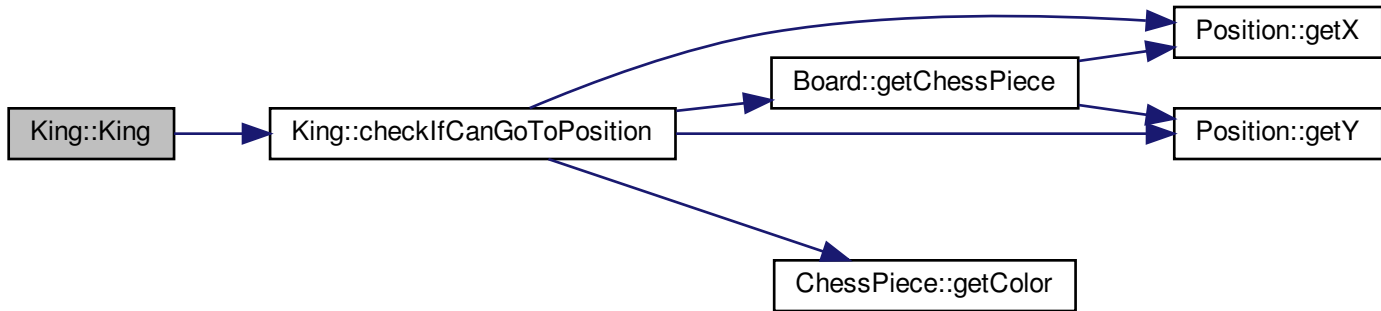 King::King
King::checkIfCanGoToPosition
Board::getChessPiece
Position::getX
Position::getY
ChessPiece::getColor